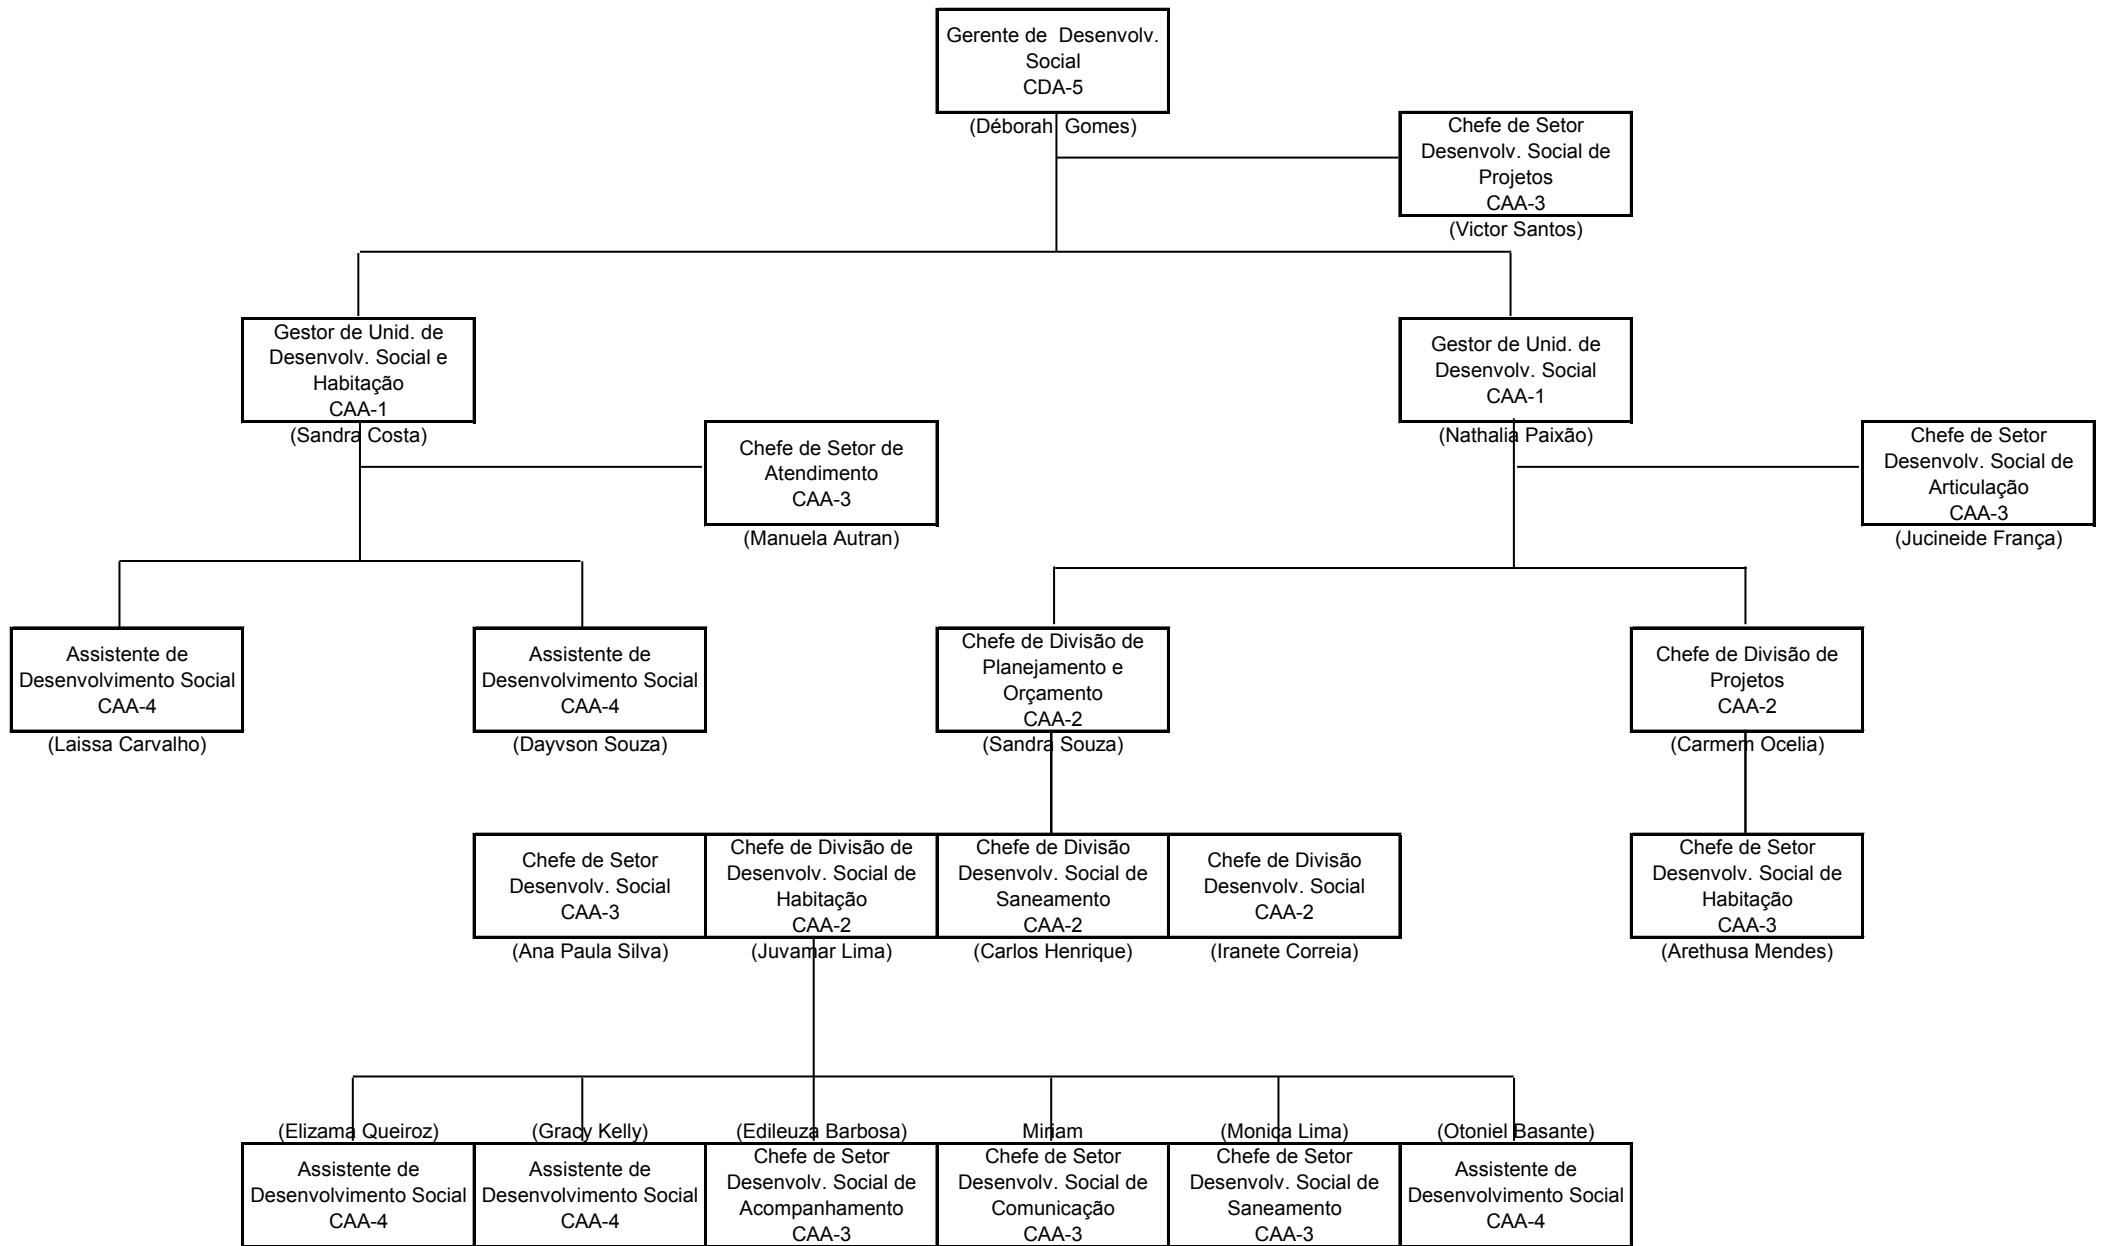 Gerente de  Desenvolv.
Social
CDA-5
(Déborah  Gomes)
Chefe de Setor
Desenvolv. Social de
Projetos
CAA-3
(Victor Santos)
Gestor de Unid. de
Desenvolv. Social e
Habitação
CAA-1
(Sandra Costa)
Gestor de Unid. de
Desenvolv. Social
CAA-1
(Nathalia Paixão)
Chefe de Setor de
Atendimento
CAA-3
(Manuela Autran)
Chefe de Setor
Desenvolv. Social de
Articulação
CAA-3
(Jucineide França)
Assistente de
Desenvolvimento Social
CAA-4
(Laissa Carvalho)
Assistente de
Desenvolvimento Social
CAA-4
(Dayvson Souza)
Chefe de Divisão de
Planejamento e
Orçamento
CAA-2
(Sandra Souza)
Chefe de Divisão de
Projetos
CAA-2
(Carmem Ocelia)
Chefe de Setor
Desenvolv. Social
CAA-3
(Ana Paula Silva)
Chefe de Divisão de
Desenvolv. Social de
Habitação
CAA-2
(Juvamar Lima)
Chefe de Divisão
Desenvolv. Social de
Saneamento
CAA-2
(Carlos Henrique)
Chefe de Divisão
Desenvolv. Social
CAA-2
(Iranete Correia)
Chefe de Setor
Desenvolv. Social de
Habitação
CAA-3
(Arethusa Mendes)
(Elizama Queiroz)
Assistente de
Desenvolvimento Social
CAA-4
(Gracy Kelly)
Assistente de
Desenvolvimento Social
CAA-4
(Edileuza Barbosa)
Chefe de Setor
Desenvolv. Social de
Acompanhamento
CAA-3
Miriam
Chefe de Setor
Desenvolv. Social de
Comunicação
CAA-3
(Monica Lima)
Chefe de Setor
Desenvolv. Social de
Saneamento
CAA-3
(Otoniel Basante)
Assistente de
Desenvolvimento Social
CAA-4